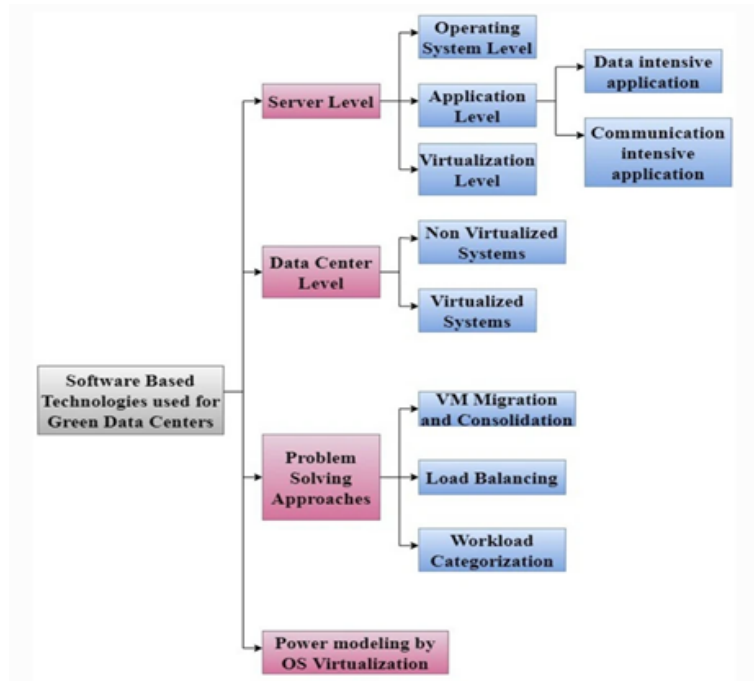 Operating
System Level
Server Level
Application
Level
Data intensive
application
Communication
intensive
application
Virtualization
Level
Data Center
Level
Non Virtualized
Systems
Virtualized
Systems
Software Based
Technologies used for
Green Data Centers
Problem
Solving
Approaches
VM Migration
and Consolidation
Load Balancing
Workload
Categorization
Power modeling by
OS Virtualization